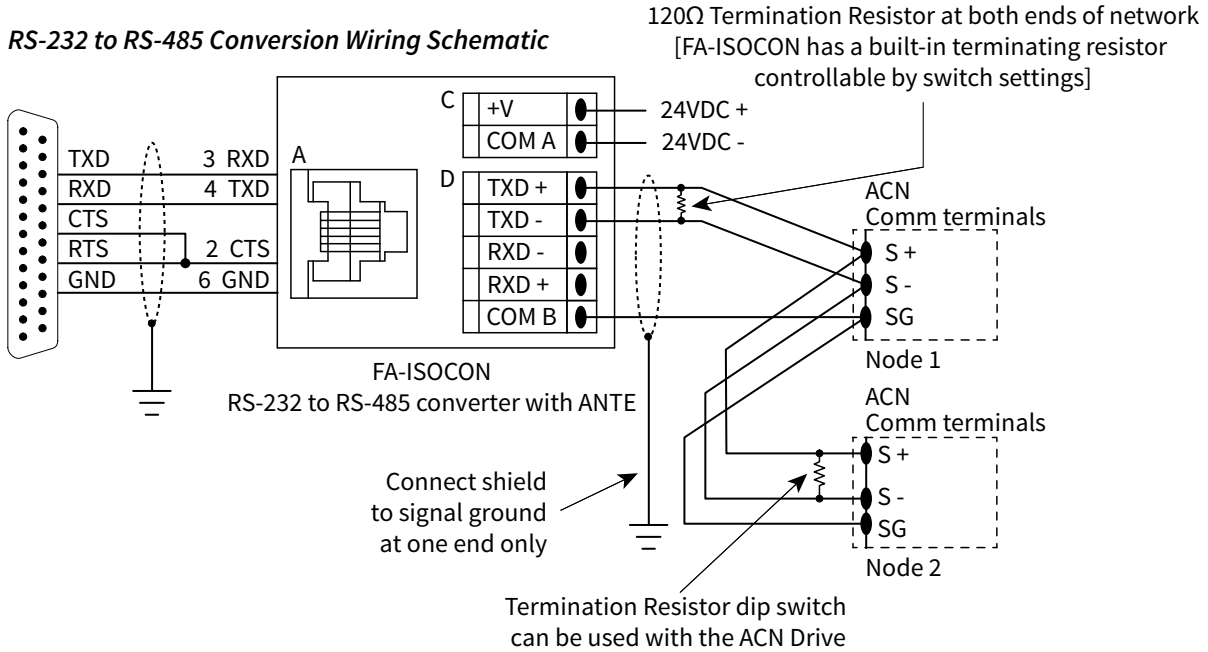 120Ω Termination Resistor at both ends of network
[FA-ISOCON has a built-in terminating resistor
controllable by switch settings]
RS-232 to RS-485 Conversion Wiring Schematic
TXD
RXD
CTS
RTS
GND
3 RXD
4 TXD
2 CTS
6 GND
A
C
+V
COM A
24VDC +
24VDC -
D
TXD +
TXD -
RXD -
RXD +
COM B
FA-ISOCON
RS-232 to RS-485 converter with ANTE
ACN
Comm terminals
S +
S -
SG
Node 1
ACN
Comm terminals
S +
S -
SG
Node 2
Connect shield
to signal ground
at one end only
Termination Resistor dip switch
can be used with the ACN Drive